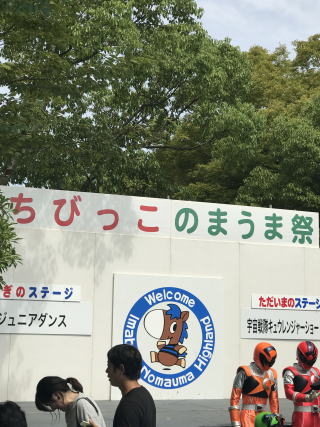 ちびっこのまうま祭
ぎのステージ
ジュニアダンス
Welcome
Imabari Nomauma Highland
ただいまのステージ
宇宙戦隊キュウレンジャーショー